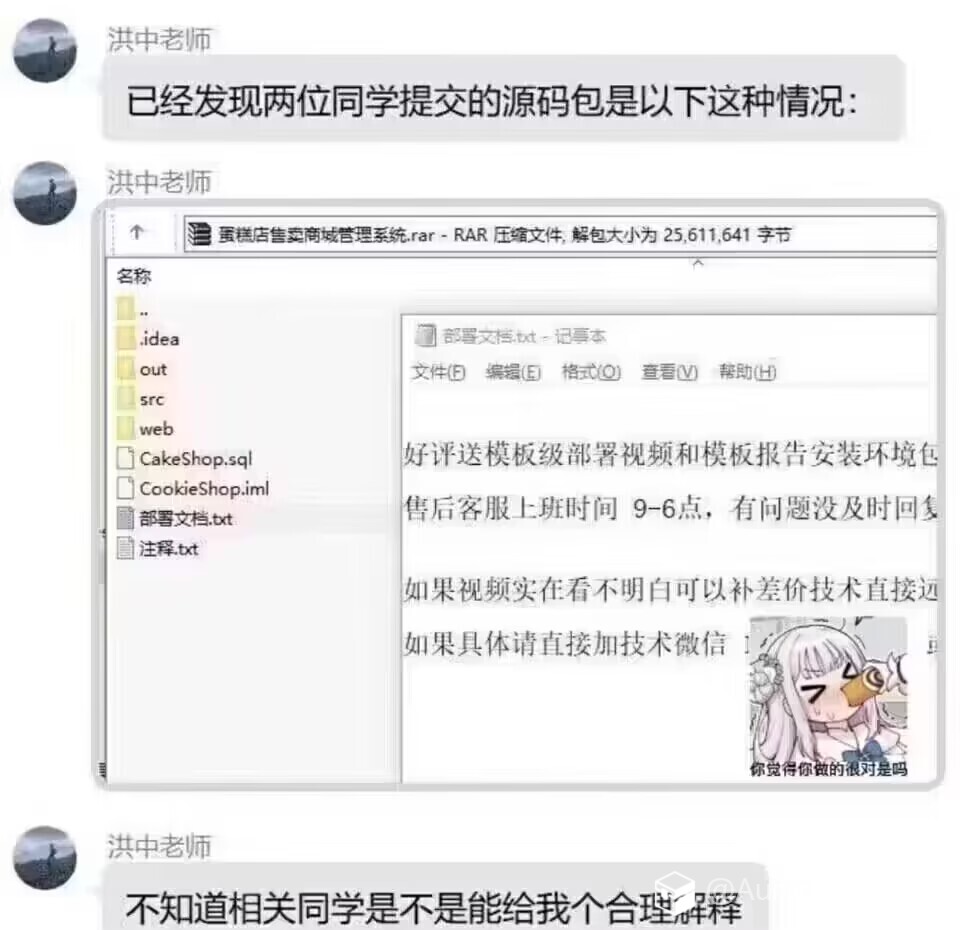 洪中老师
已经发现两位同学提交的源码包是以下这种情况：
洪中老师
蛋糕店售卖商城管理系统.rar - RAR 压缩文件, 解包大小为 25,611,641 字节
名称
..
.idea
out
src
web
CakeShop.sql
CookieShop.iml
部署文档.txt
注释.txt
部署文档.txt - 记事本
文件(F) 编辑(E) 格式(O) 查看(V) 帮助(H)
好评送模板级部署视频和模板报告安装环境包
售后客服上班时间 9-6点，有问题没及时回复
如果视频实在看不明白可以补差价技术直接远
如果具体请直接加技术微信
你觉得你做的很对是吗
洪中老师
不知道相关同学是不是能给我个合理解释